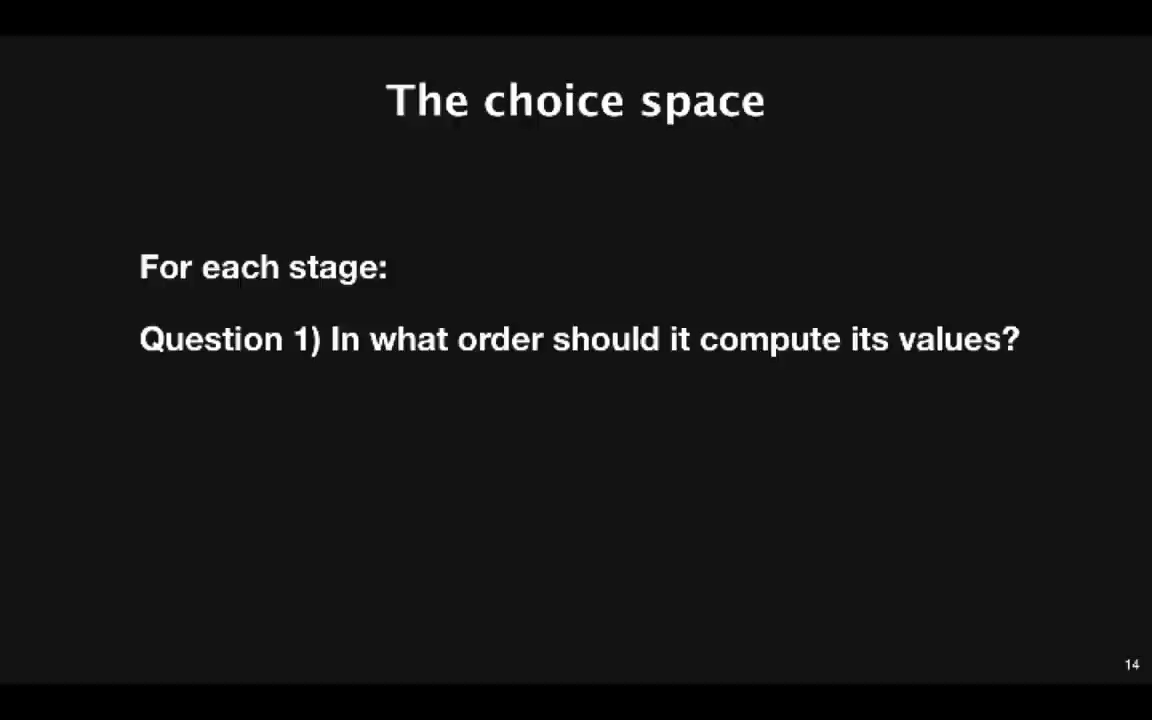 The choice space
For each stage:
Question 1) In what order should it compute its values?
14